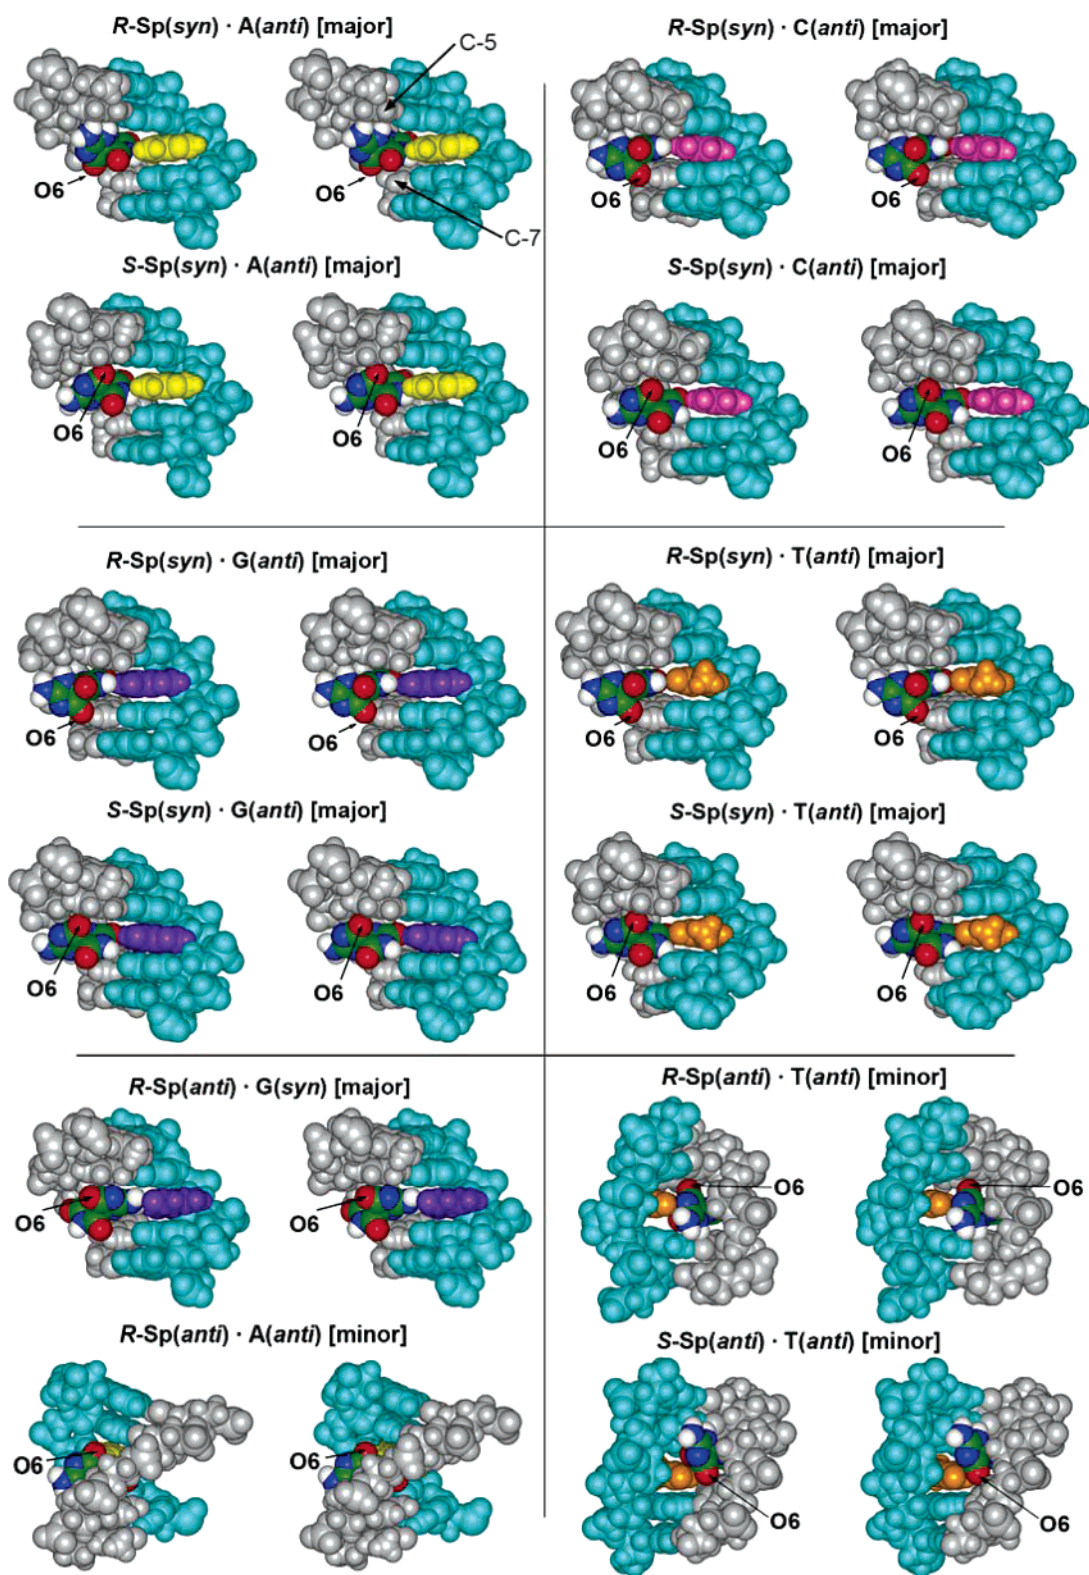 R-Sp(syn) · A(anti) [major]
C-5
O6
O6
C-7
S-Sp(syn) · A(anti) [major]
O6
O6
R-Sp(syn) · C(anti) [major]
O6
O6
S-Sp(syn) · C(anti) [major]
O6
O6
R-Sp(syn) · G(anti) [major]
O6
O6
S-Sp(syn) · G(anti) [major]
O6
O6
R-Sp(syn) · T(anti) [major]
O6
O6
S-Sp(syn) · T(anti) [major]
O6
O6
R-Sp(anti) · G(syn) [major]
O6
O6
R-Sp(anti) · A(anti) [minor]
O6
O6
R-Sp(anti) · T(anti) [minor]
O6
O6
S-Sp(anti) · T(anti) [minor]
O6
O6